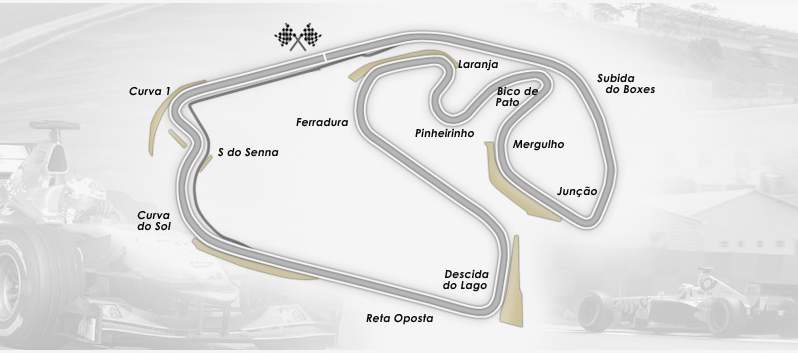 Laranja
Subida
do Boxes
Curva 1
Bico de
Pato
Ferradura
Pinheirinho
Mergulho
S do Senna
Junção
Curva
do Sol
Descida
do Lago
Reta Oposta